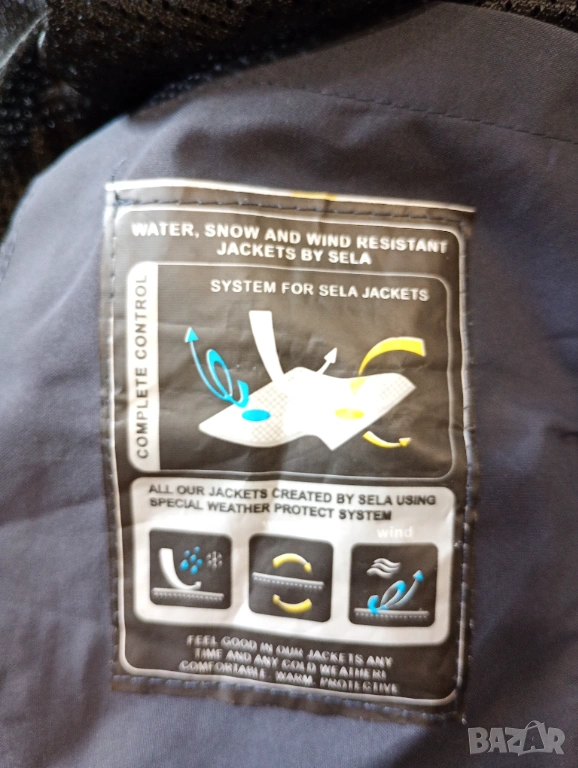 WATER, SNOW AND WIND RESISTANT
JACKETS BY SELA
SYSTEM FOR SELA JACKETS
COMPLETE CONTROL
ALL OUR JACKETS CREATED BY SELA USING
SPECIAL WEATHER PROTECT SYSTEM
wind
FEEL GOOD IN OUR JACKETS ANY
TIME AND ANY COLD WEATHER!
COMFORTABLE, WARM, PROTECTIVE
BAZAR